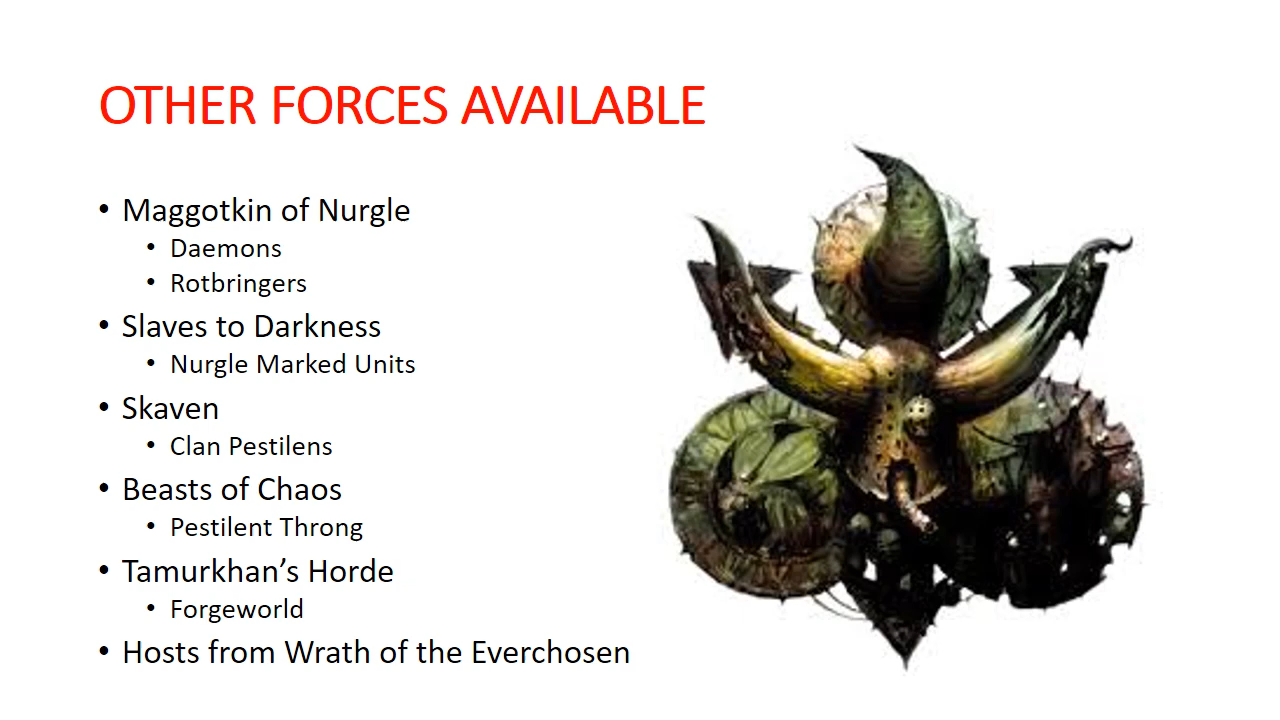 OTHER FORCES AVAILABLE
• Maggotkin of Nurgle
• Daemons
• Rotbringers
• Slaves to Darkness
• Nurgle Marked Units
• Skaven
• Clan Pestilens
• Beasts of Chaos
• Pestilent Throng
• Tamurkhan’s Horde
• Forgeworld
• Hosts from Wrath of the Everchosen